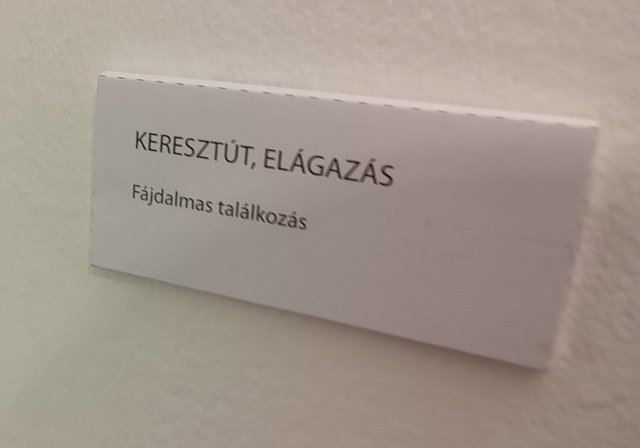 KERESZTÚT, ELÁGAZÁS
Fájdalmas találkozás